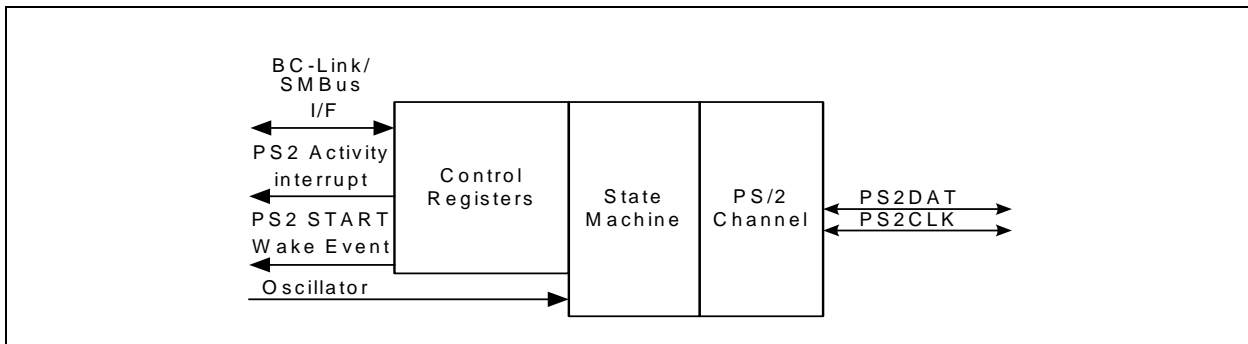 BC-Link/
SMBus
I/F
PS2 Activity
interrupt
PS2 START
Wake Event
Oscillator
Control
Registers
State
Machine
PS/2
Channel
PS2DAT
PS2CLK